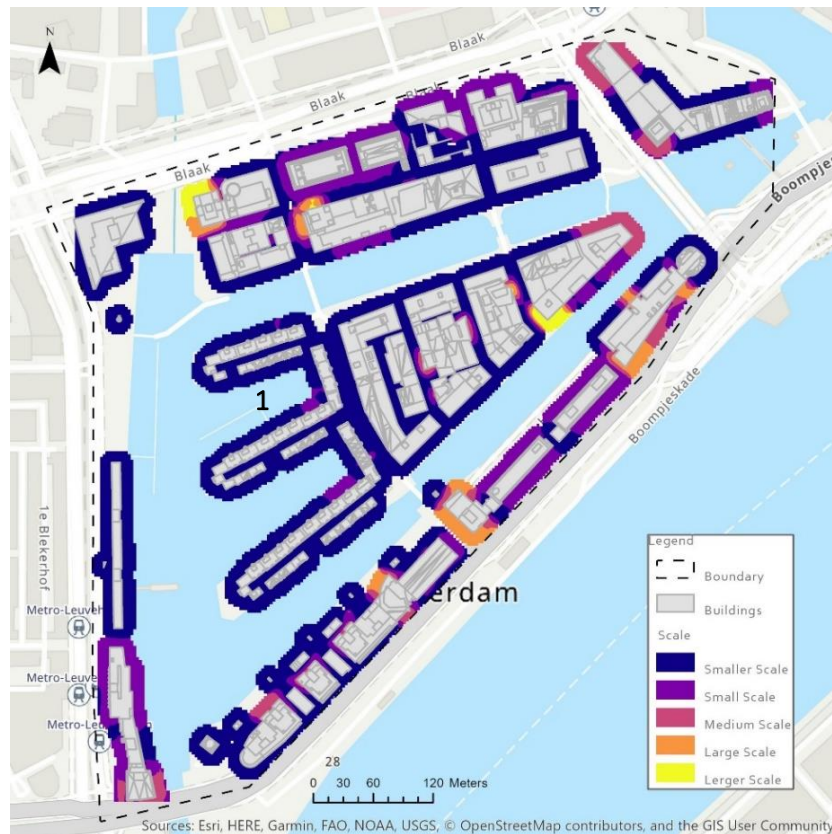 N
Blaak
Blaak
Blaak
Blaak
Boompjes
Boompjeskade
1
1e Blekerhof
erdam
Metro-Leuveh
Metro-Leuve
Metro-Le
Legend
Boundary
Buildings
Scale
Smaller Scale
Small Scale
Medium Scale
Large Scale
Lerger Scale
28
0 30 60 120 Meters
Sources: Esri, HERE, Garmin, FAO, NOAA, USGS, © OpenStreetMap contributors, and the GIS User Community